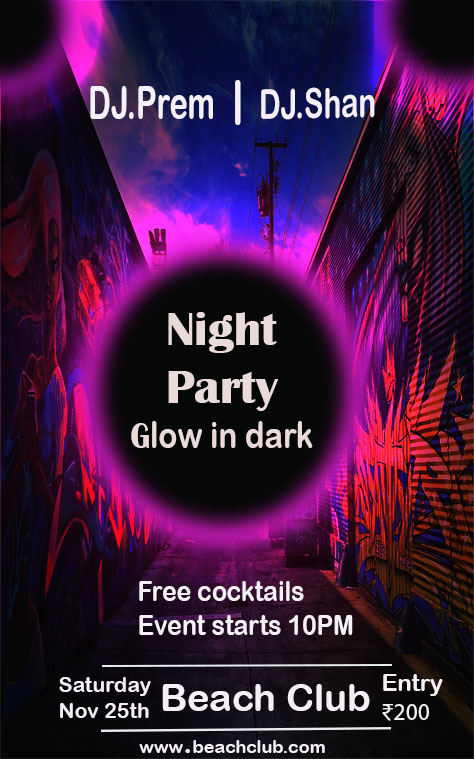 DJ.Prem | DJ.Shan
Night
Party
Glow in dark
Free cocktails
Event starts 10PM
Saturday
Nov 25th
Beach Club
Entry
₹200
www.beachclub.com